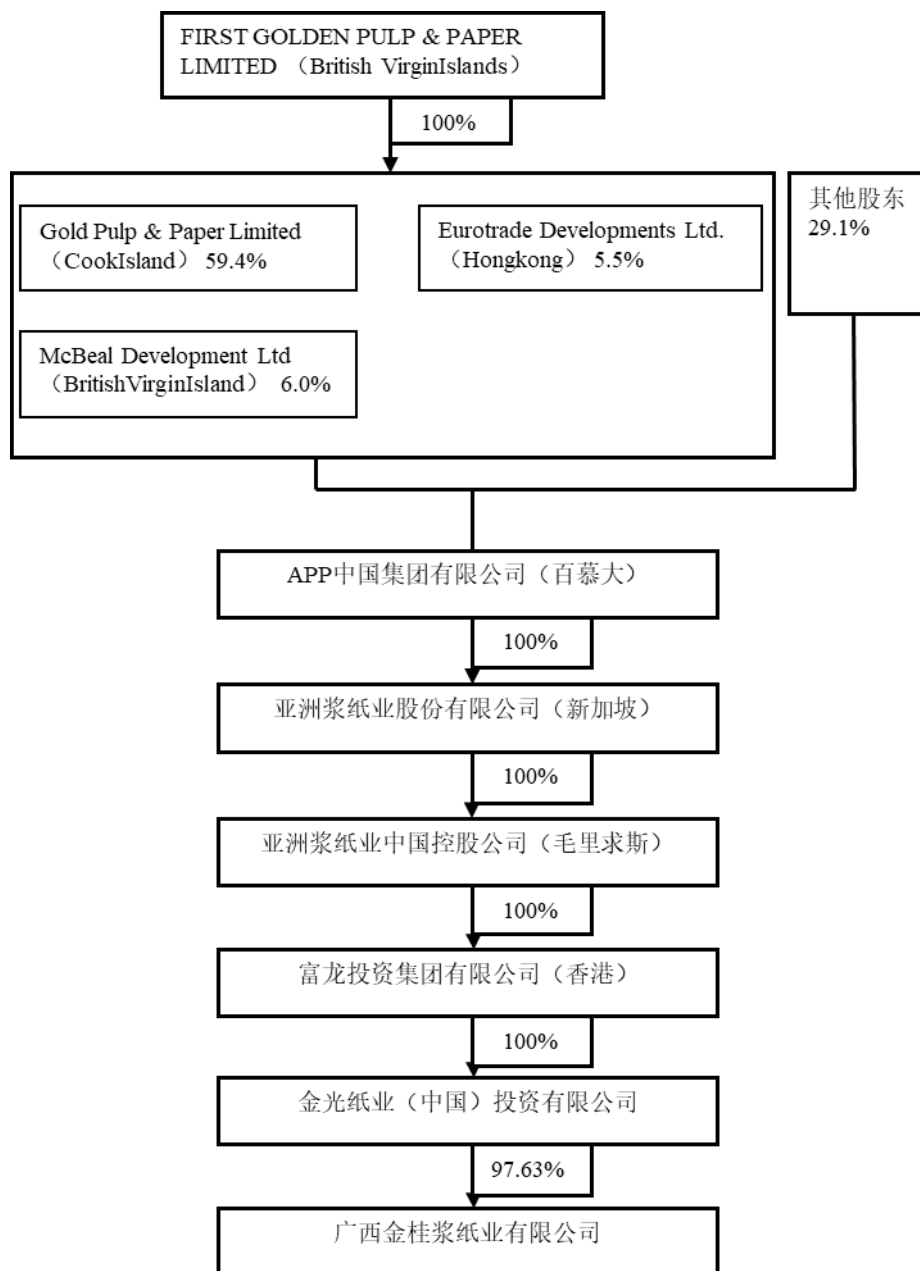 FIRST GOLDEN PULP & PAPER
LIMITED （British VirginIslands）
100%
Gold Pulp & Paper Limited
（CookIsland）59.4%
Eurotrade Developments Ltd.
（Hongkong）5.5%
其他股东
29.1%
McBeal Development Ltd
（BritishVirginIsland） 6.0%
APP中国集团有限公司（百慕大）
100%
亚洲浆纸业股份有限公司（新加坡）
100%
亚洲浆纸业中国控股公司（毛里求斯）
100%
富龙投资集团有限公司（香港）
100%
金光纸业（中国）投资有限公司
97.63%
广西金桂浆纸业有限公司